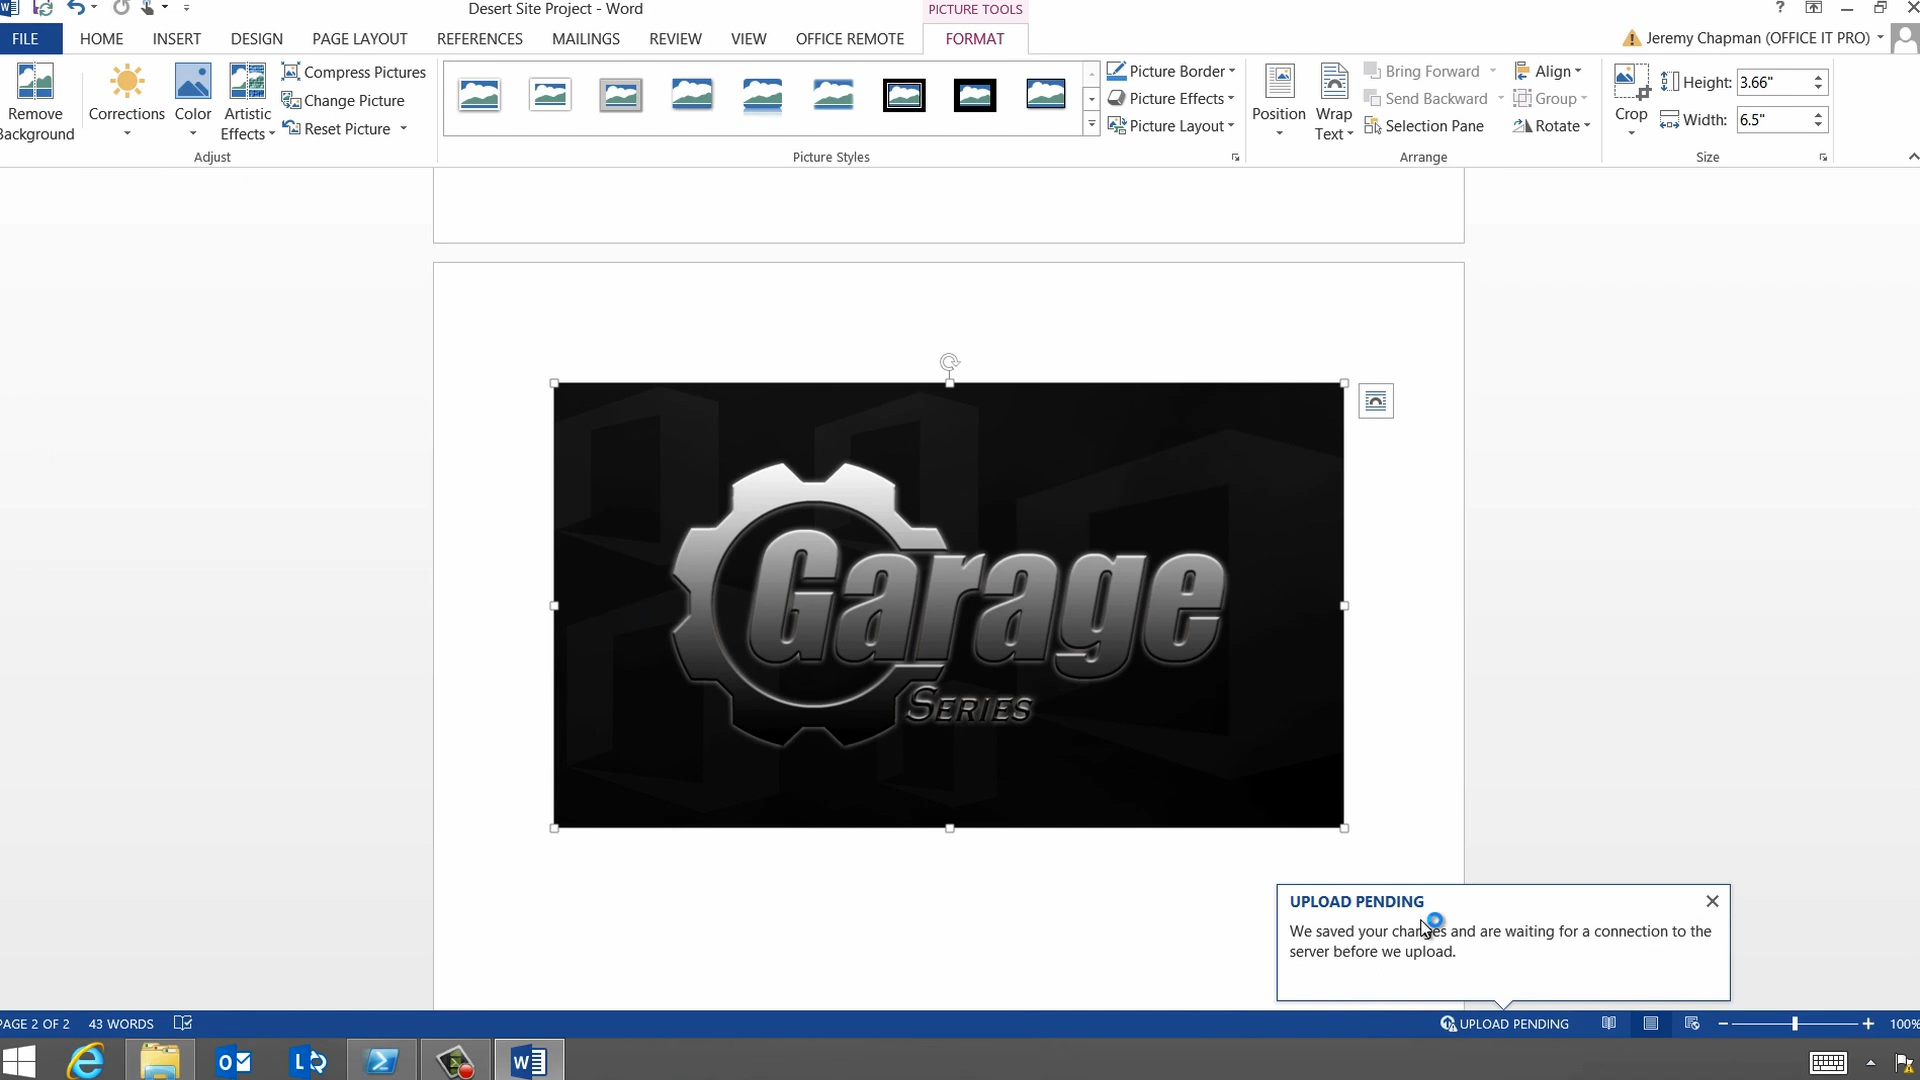 Desert Site Project - Word
PICTURE TOOLS
?
FILE HOME INSERT DESIGN PAGE LAYOUT REFERENCES MAILINGS REVIEW VIEW OFFICE REMOTE FORMAT
Jeremy Chapman (OFFICE IT PRO)
Remove
Background
Corrections
Color
Artistic
Effects
Compress Pictures
Change Picture
Reset Picture
Adjust
Picture Styles
Picture Border
Picture Effects
Picture Layout
Position
Wrap
Text
Bring Forward
Send Backward
Selection Pane
Align
Group
Rotate
Arrange
Crop
Height: 3.66"
Width: 6.5"
Size
Garage
SERIES
UPLOAD PENDING
We saved your changes and are waiting for a connection to the
server before we upload.
PAGE 2 OF 2 43 WORDS
UPLOAD PENDING
100%